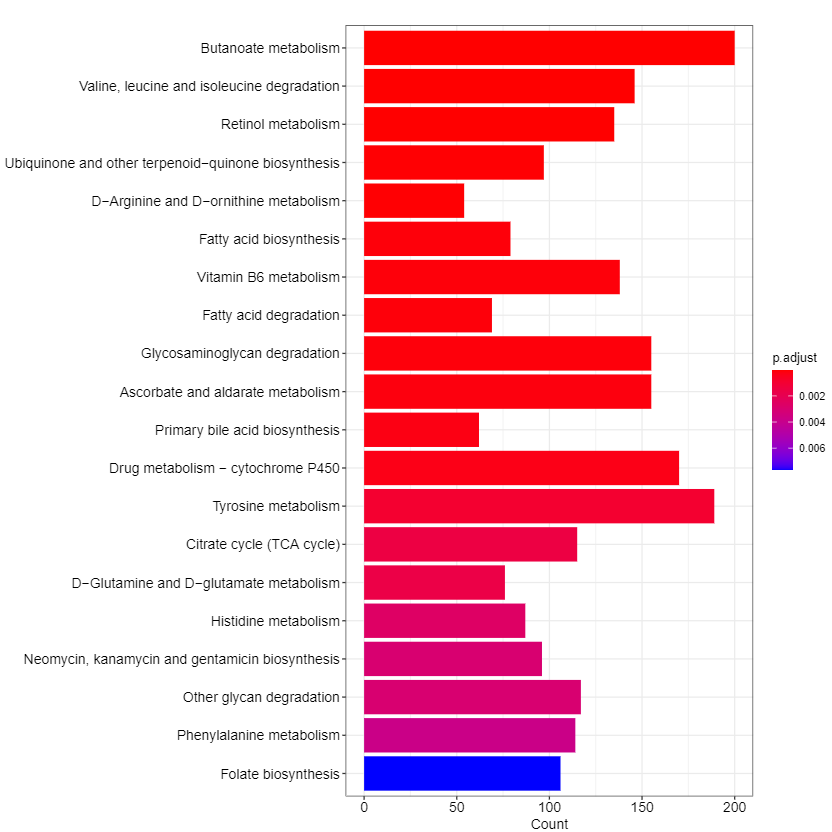 Butanoate metabolism
Valine, leucine and isoleucine degradation
Retinol metabolism
Ubiquinone and other terpenoid−quinone biosynthesis
D−Arginine and D−ornithine metabolism
Fatty acid biosynthesis
Vitamin B6 metabolism
Fatty acid degradation
Glycosaminoglycan degradation
Ascorbate and aldarate metabolism
Primary bile acid biosynthesis
Drug metabolism − cytochrome P450
Tyrosine metabolism
Citrate cycle (TCA cycle)
D−Glutamine and D−glutamate metabolism
Histidine metabolism
Neomycin, kanamycin and gentamicin biosynthesis
Other glycan degradation
Phenylalanine metabolism
Folate biosynthesis
0 50 100 150 200
Count
p.adjust
0.002
0.004
0.006